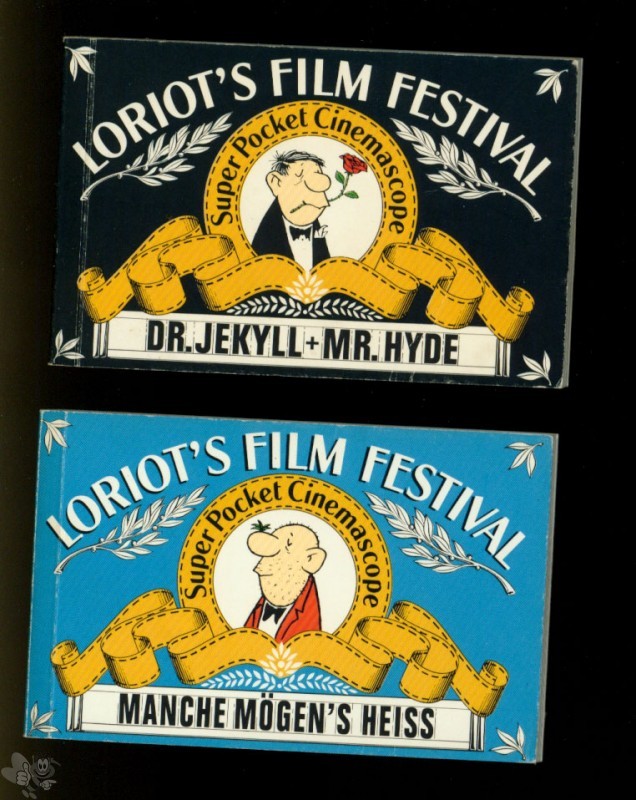 LORIOT'S FILM FESTIVAL
Super Pocket Cinemascope
DR. JEKYLL + MR. HYDE
LORIOT'S FILM FESTIVAL
Super Pocket Cinemascope
MANCHE MÖGEN'S HEISS